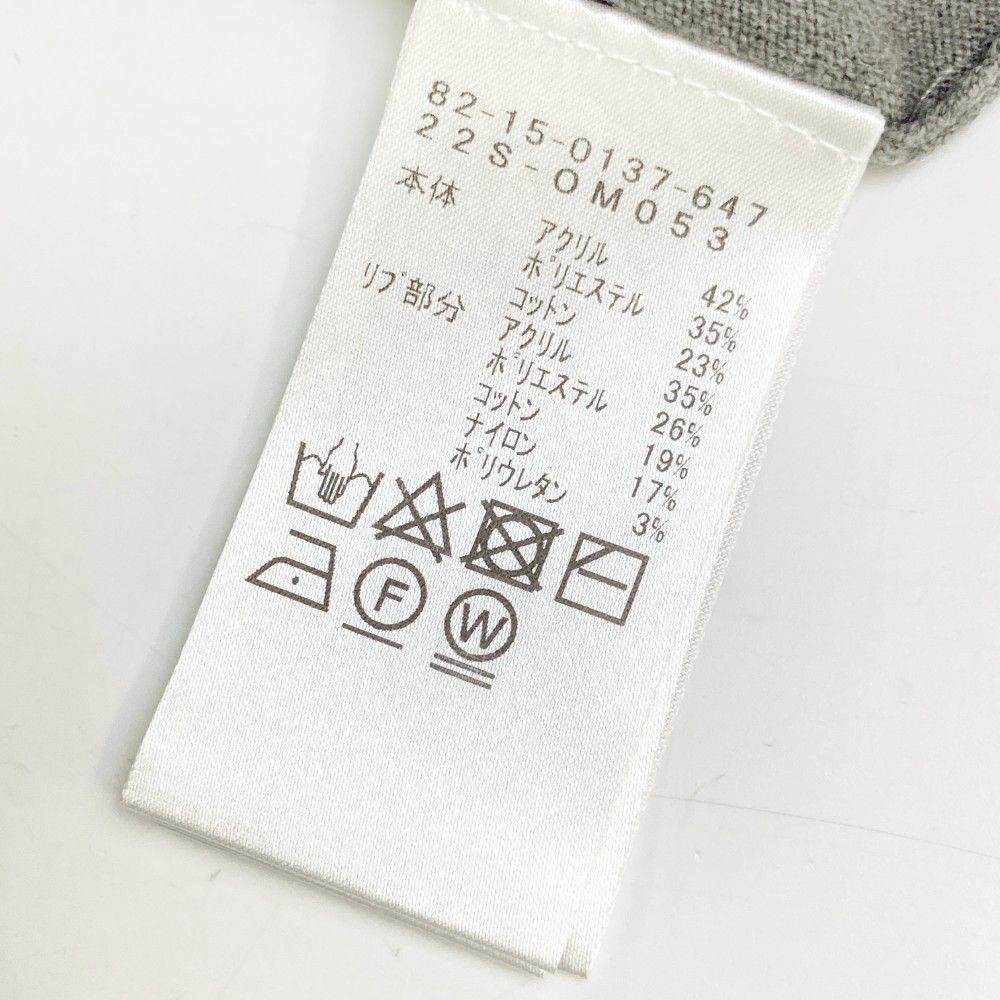 82-15-0137-647
22S-OM053
本体 アクリル 42%
ポリエステル 35%
コットン 23%
リブ部分 アクリル 35%
ポリエステル 26%
コットン 19%
ナイロン 17%
ポリウレタン 3%
F
W